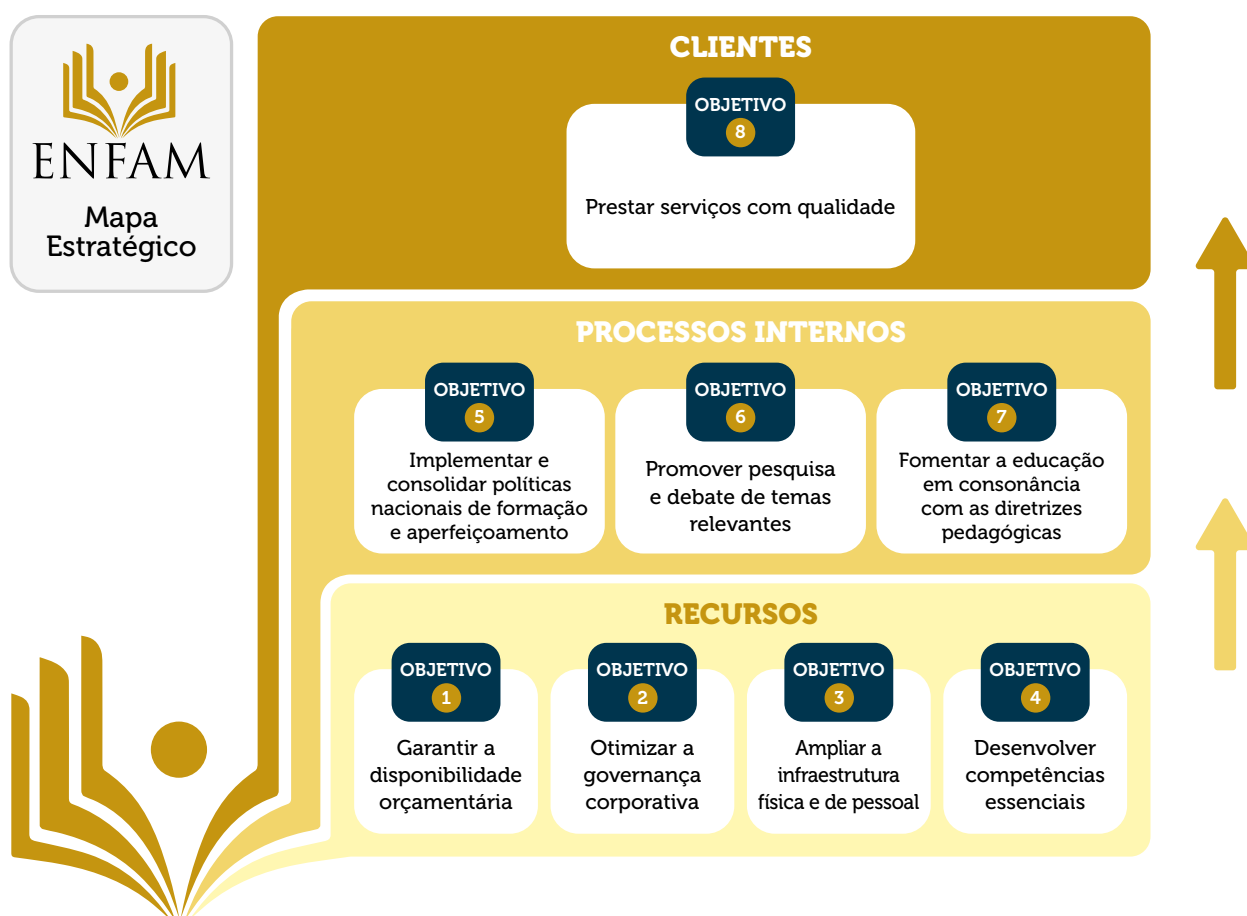 ENFAM
Mapa
Estratégico
CLIENTES
OBJETIVO
8
Prestar serviços com qualidade
PROCESSOS INTERNOS
OBJETIVO
5
Implementar e
consolidar políticas
nacionais de formação
e aperfeiçoamento
OBJETIVO
6
Promover pesquisa
e debate de temas
relevantes
OBJETIVO
7
Fomentar a educação
em consonância
com as diretrizes
pedagógicas
RECURSOS
OBJETIVO
1
Garantir a
disponibilidade
orçamentária
OBJETIVO
2
Otimizar a
governança
corporativa
OBJETIVO
3
Ampliar a
infraestrutura
física e de pessoal
OBJETIVO
4
Desenvolver
competências
essenciais